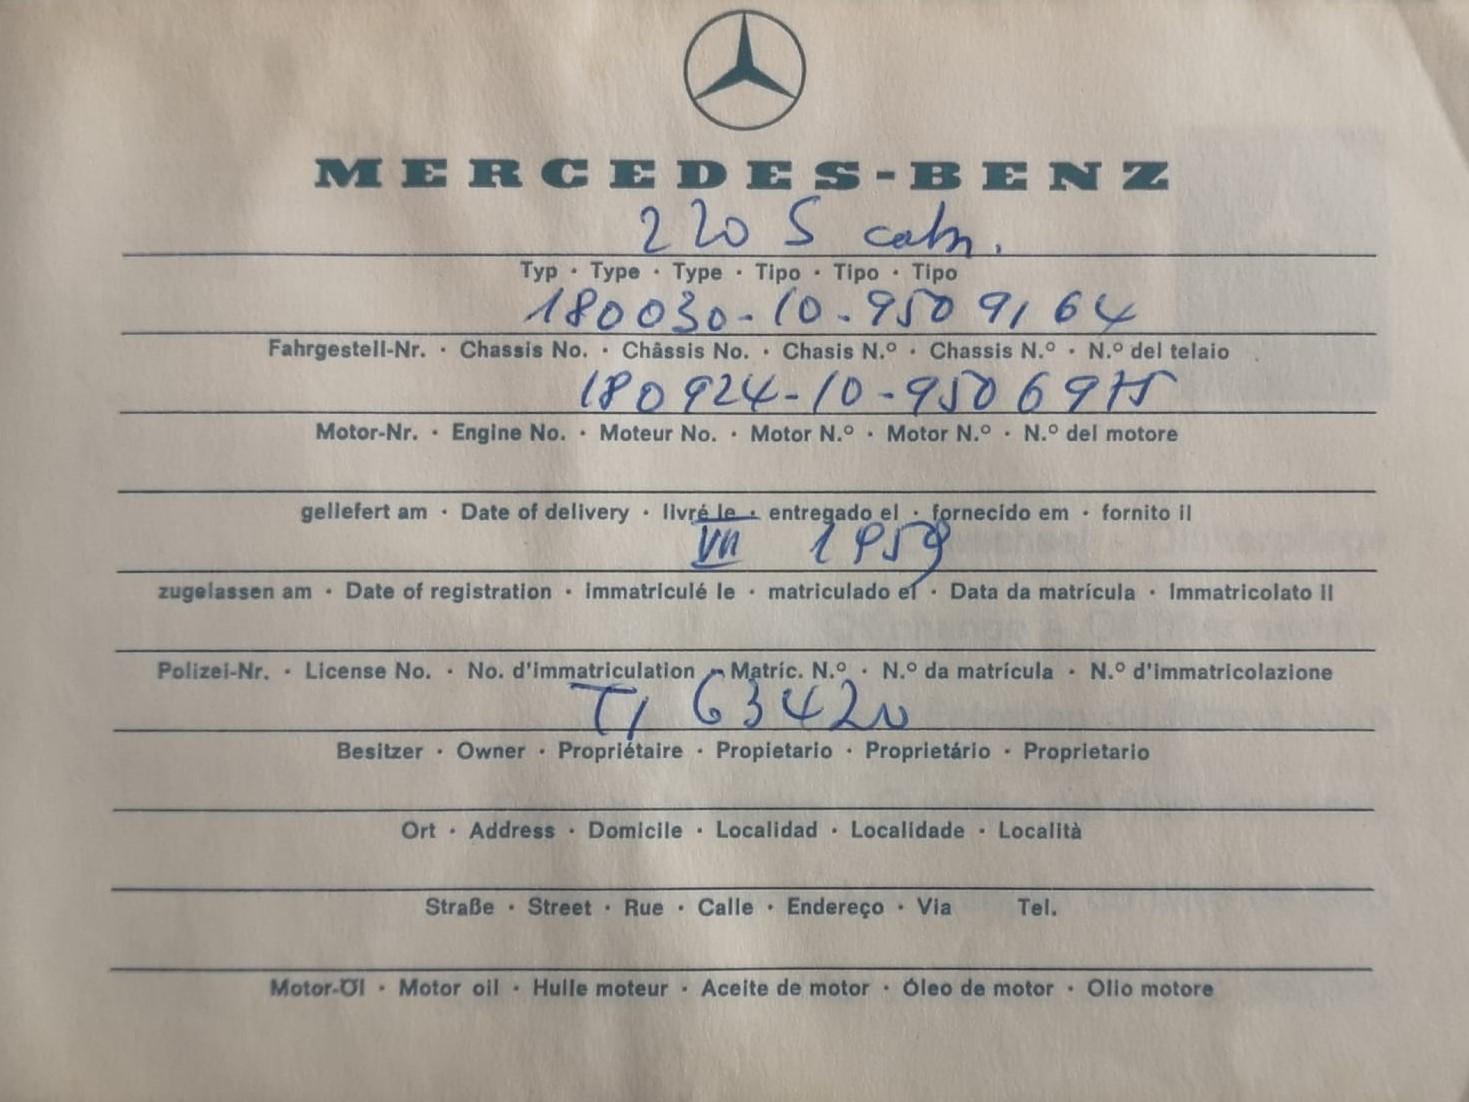 MERCEDES-BENZ
220 S cabr.
Typ · Type · Type · Tipo · Tipo · Tipo
180030-10-9509164
Fahrgestell-Nr. · Chassis No. · Châssis No. · Chasis N.º · Chassis N.º · N.º del telaio
180924-10-9506975
Motor-Nr. · Engine No. · Moteur No. · Motor N.º · Motor N.º · N.º del motore
geliefert am · Date of delivery · livré le · entregado el · fornecido em · fornito il
VII 1959
zugelassen am · Date of registration · immatriculé le · matriculado el · Data da matrícula · Immatricolato il
Polizei-Nr. · License No. · No. d'immatriculation · Matric. N.º · N.º da matrícula · N.º d'immatricolazione
TI 63420
Besitzer · Owner · Propriétaire · Propietario · Proprietário · Proprietario
Ort · Address · Domicile · Localidad · Localidade · Località
Straße · Street · Rue · Calle · Endereço · Via Tel.
Motor-Öl · Motor oil · Huile moteur · Aceite de motor · Óleo de motor · Olio motore